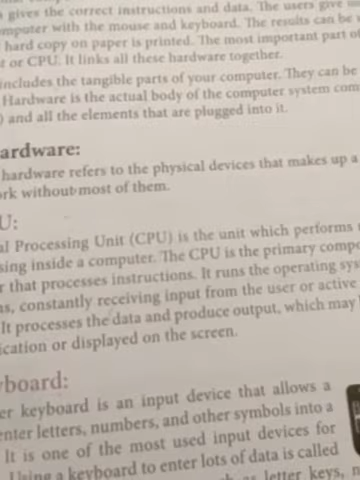 gives the correct instructions and data. The users give
computer with the mouse and keyboard. The results can be
hard copy on paper is printed. The most important part of
or CPU. It links all these hardware together.
includes the tangible parts of your computer. They can be
Hardware is the actual body of the computer system
) and all the elements that are plugged into it.
ardware:
hardware refers to the physical devices that make up a
rk without most of them.
U:
al Processing Unit (CPU) is the unit which performs
sing inside a computer. The CPU is the primary compo
r that processes instructions. It runs the operating sys
s, constantly receiving input from the user or active
It processes the data and produce output, which may
ication or displayed on the screen.
yboard:
er keyboard is an input device that allows a
enter letters, numbers, and other symbols into a
It is one of the most used input devices for
Using a keyboard to enter lots of data is called
letter keys,